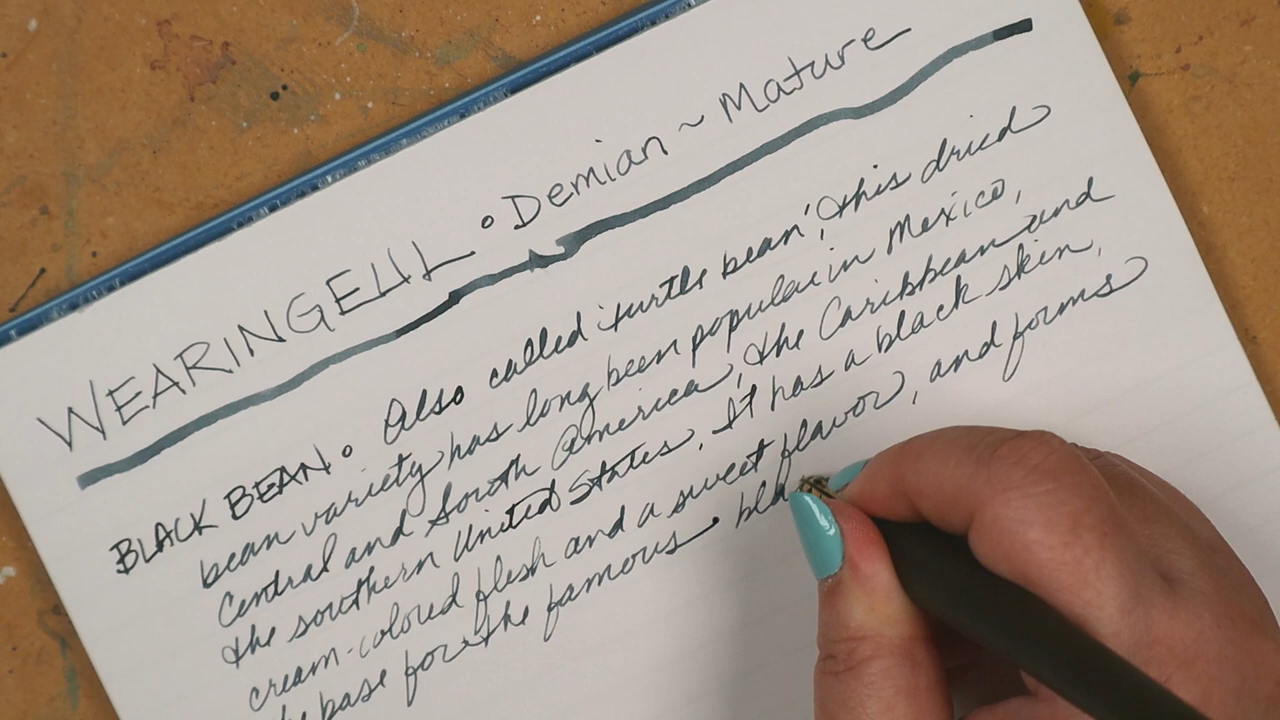 WEARINGEUL • Demian ~ Mature
BLACK BEAN • Also called 'turtle bean', this dried
bean variety has long been popular in Mexico,
Central and South America, the Caribbean and
the southern United States. It has a black skin,
cream-colored flesh and a sweet flavor, and forms
the base for the famous bla